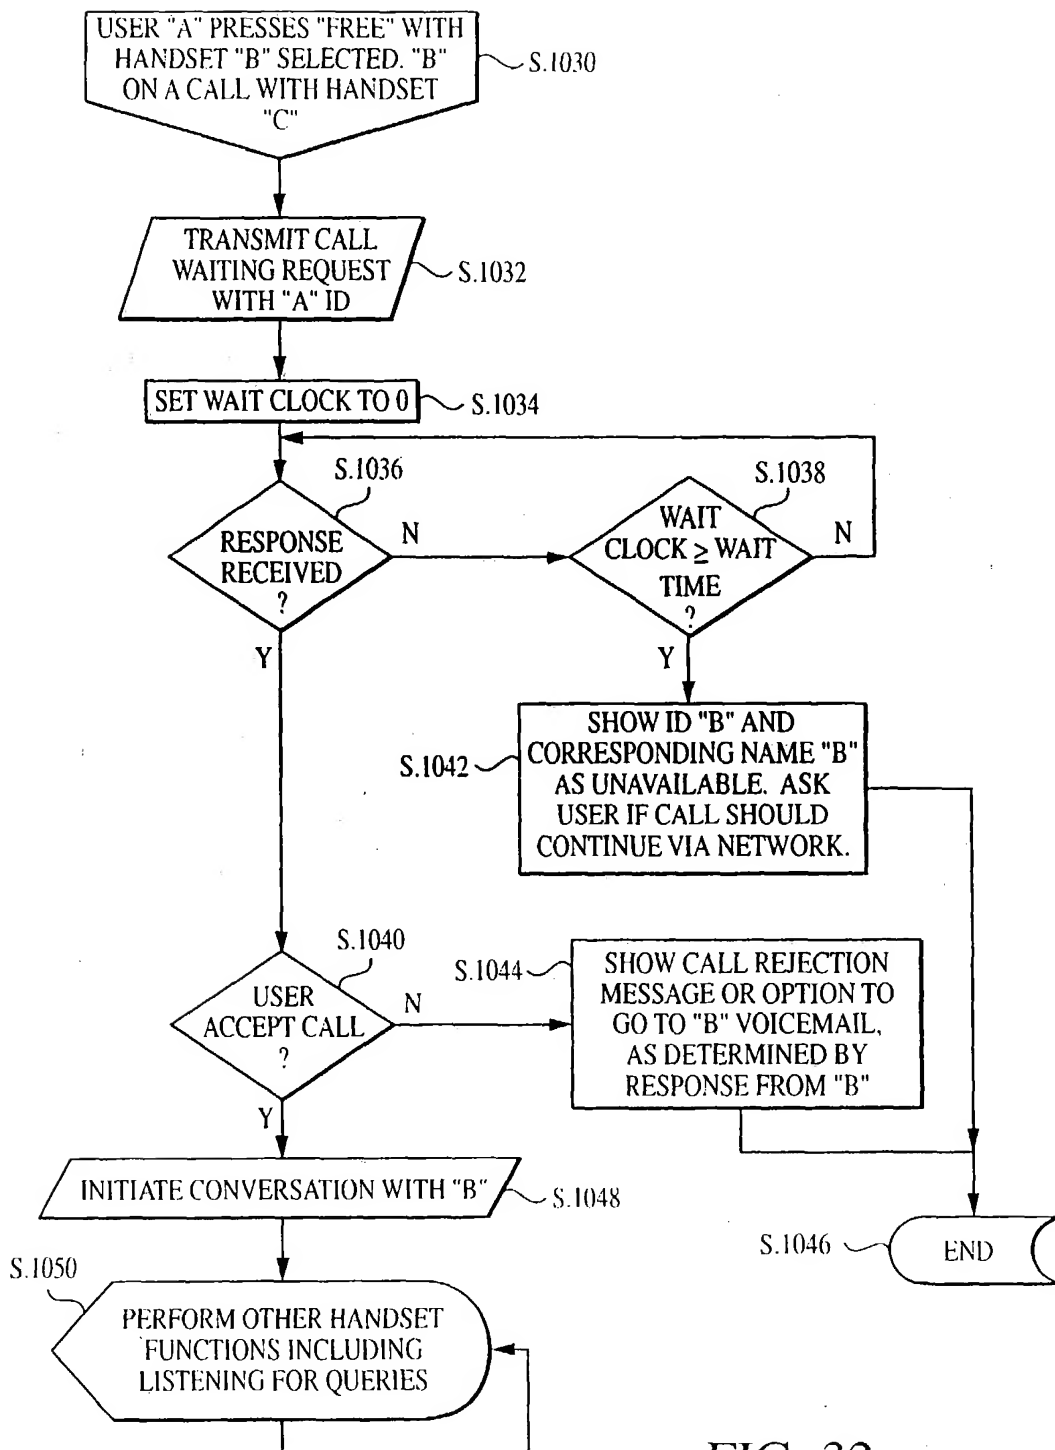 USER "A" PRESSES "FREE" WITH
HANDSET "B" SELECTED. "B"
ON A CALL WITH HANDSET
"C"
S.1030
TRANSMIT CALL
WAITING REQUEST
WITH "A" ID
S.1032
SET WAIT CLOCK TO 0
S.1034
S.1036
RESPONSE
RECEIVED
?
N
Y
S.1038
WAIT
CLOCK ≥ WAIT
TIME
?
N
Y
S.1042
SHOW ID "B" AND
CORRESPONDING NAME "B"
AS UNAVAILABLE. ASK
USER IF CALL SHOULD
CONTINUE VIA NETWORK.
S.1040
USER
ACCEPT CALL
?
N
Y
S.1044
SHOW CALL REJECTION
MESSAGE OR OPTION TO
GO TO "B" VOICEMAIL,
AS DETERMINED BY
RESPONSE FROM "B"
INITIATE CONVERSATION WITH "B"
S.1048
S.1046
END
S.1050
PERFORM OTHER HANDSET
FUNCTIONS INCLUDING
LISTENING FOR QUERIES